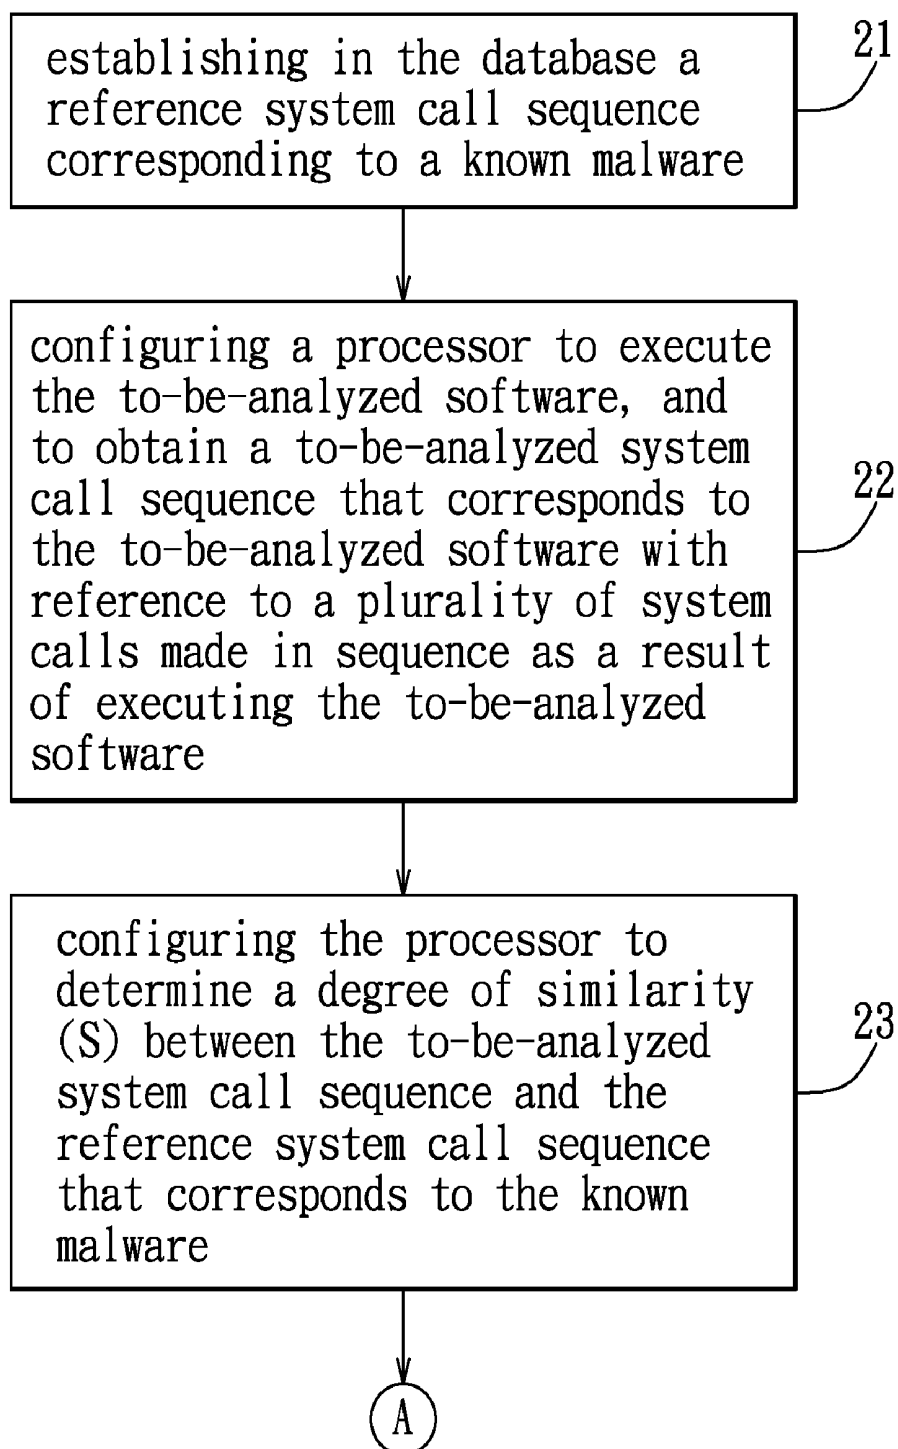 establishing in the database a
reference system call sequence
corresponding to a known malware
21
configuring a processor to execute
the to-be-analyzed software, and
to obtain a to-be-analyzed system
call sequence that corresponds to
the to-be-analyzed software with
reference to a plurality of system
calls made in sequence as a result
of executing the to-be-analyzed
software
22
configuring the processor to
determine a degree of similarity
(S) between the to-be-analyzed
system call sequence and the
reference system call sequence
that corresponds to the known
malware
23
A